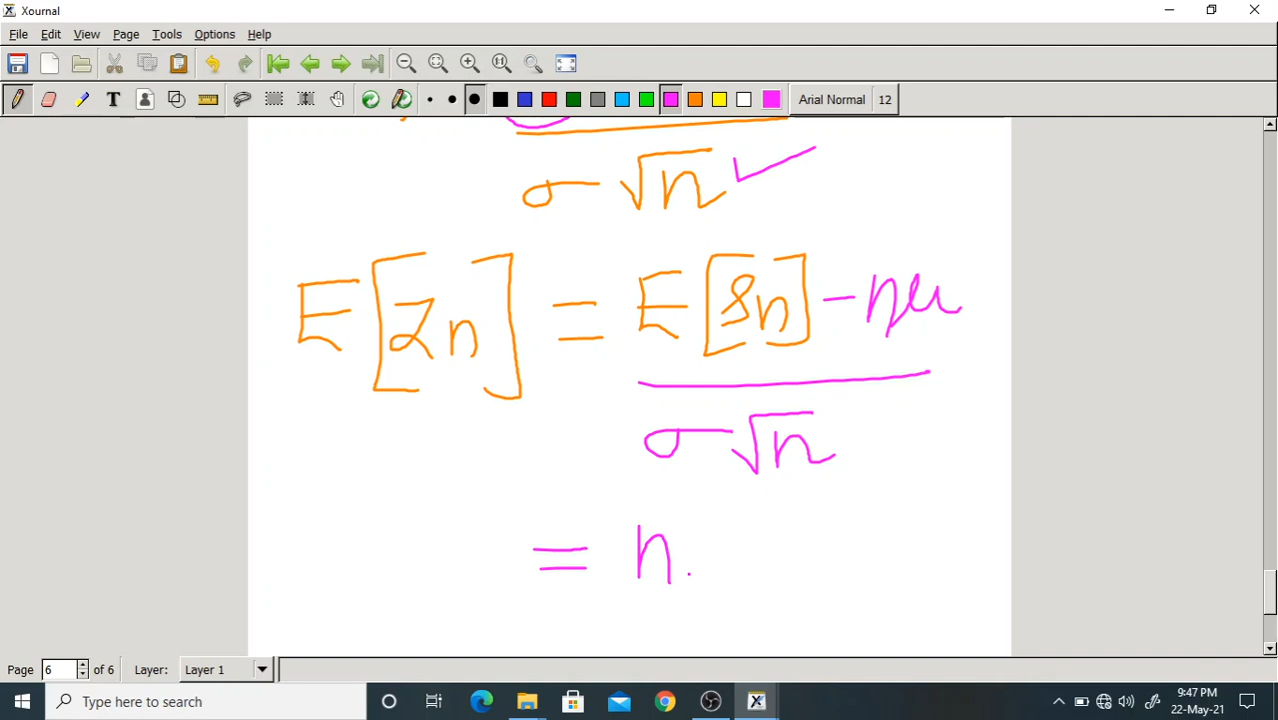 Xournal
File Edit View Page Tools Options Help
Arial Normal 12
σ √n ✓
E[Zn] = E[Sn] - nμ
σ√n
= n.
Page 6 of 6 Layer: Layer 1
Type here to search
9:47 PM
22-May-21